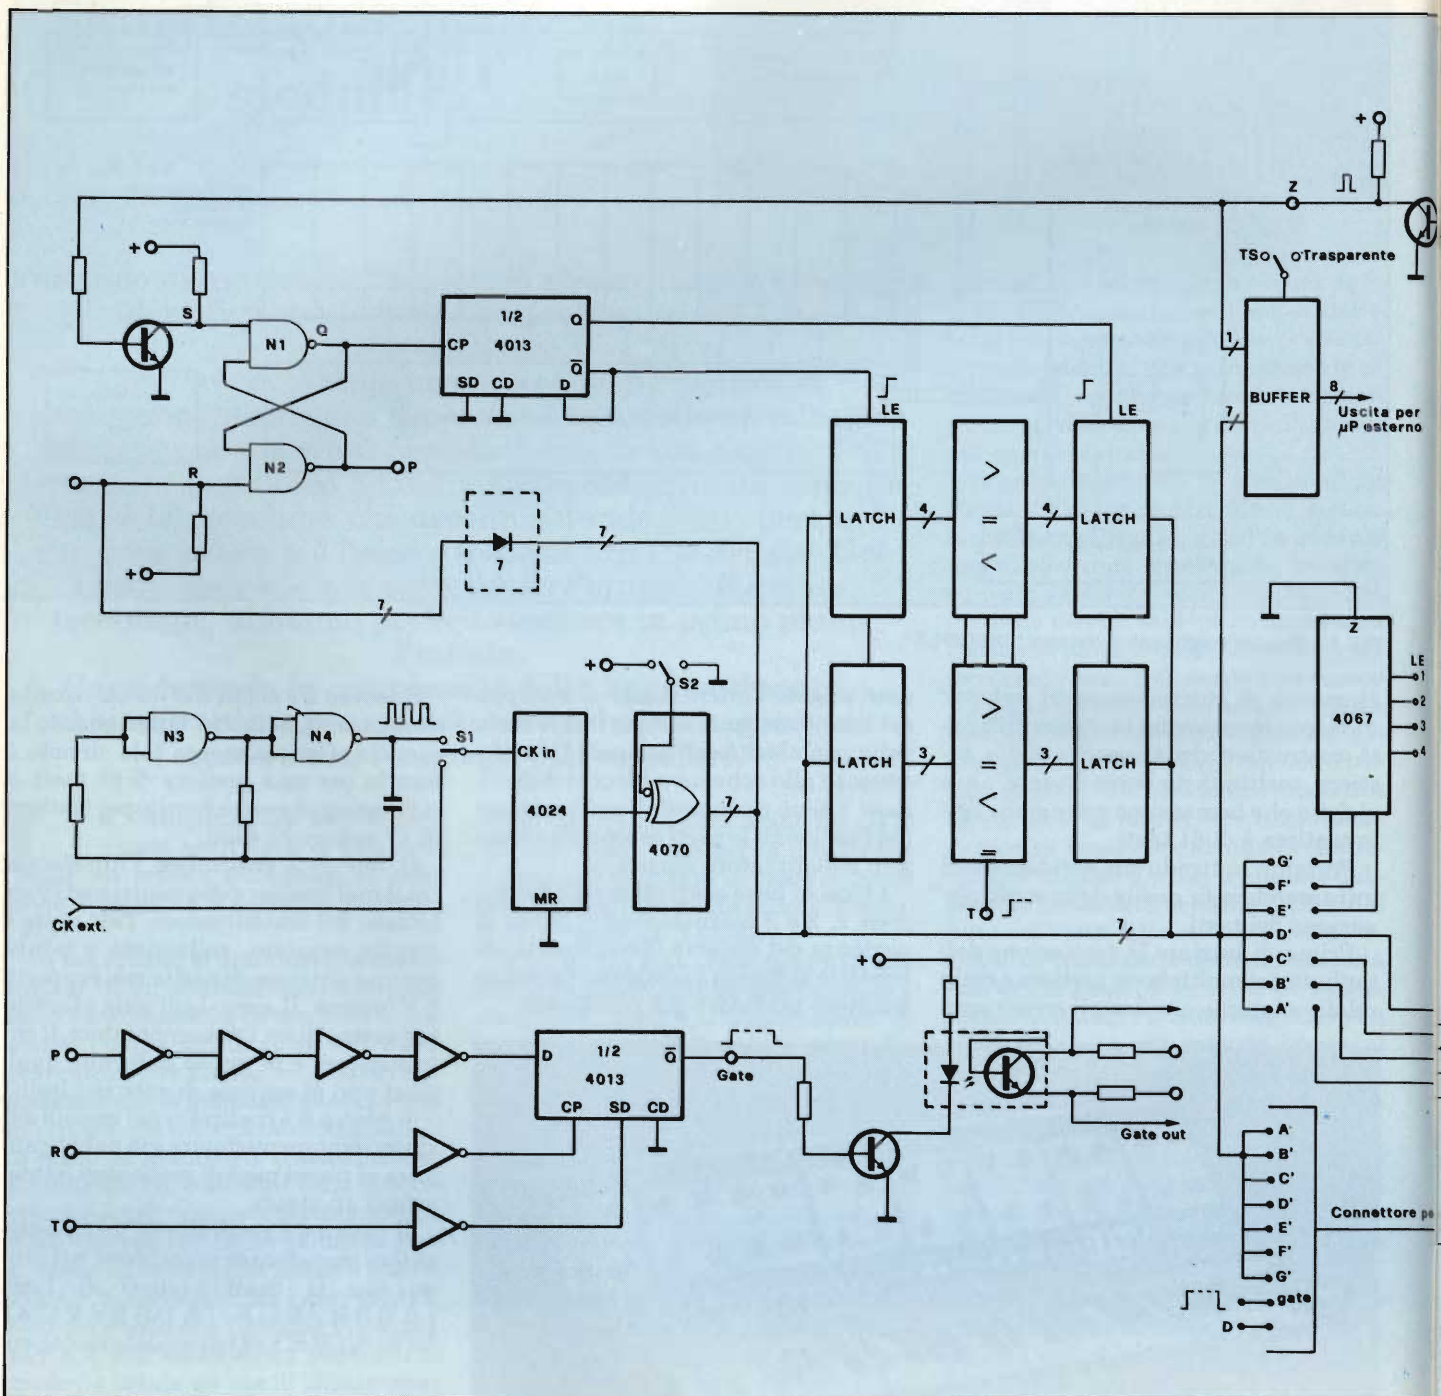 +
Z
TS
Trasparente
+
S
N1
Q
CP
1/2
4013
Q
Q̅
SD
CD
D
LE
LE
1
7
BUFFER
8
Uscita per
µP esterno
N2
P
R
+
7
7
7
LATCH
4
>
=
<
4
LATCH
Z
4067
LE
1
2
3
4
+
S2
N3
N4
S1
CK in
4024
MR
4070
7
LATCH
3
>
=
<
=
3
LATCH
T
7
CK ext.
G'
F'
E'
D'
C'
B'
A'
+
P
D
1/2
4013
Q̅
CP
SD
CD
Gate
R
T
Gate out
A
B'
C'
D'
E'
F'
G'
gate
D
Connettore